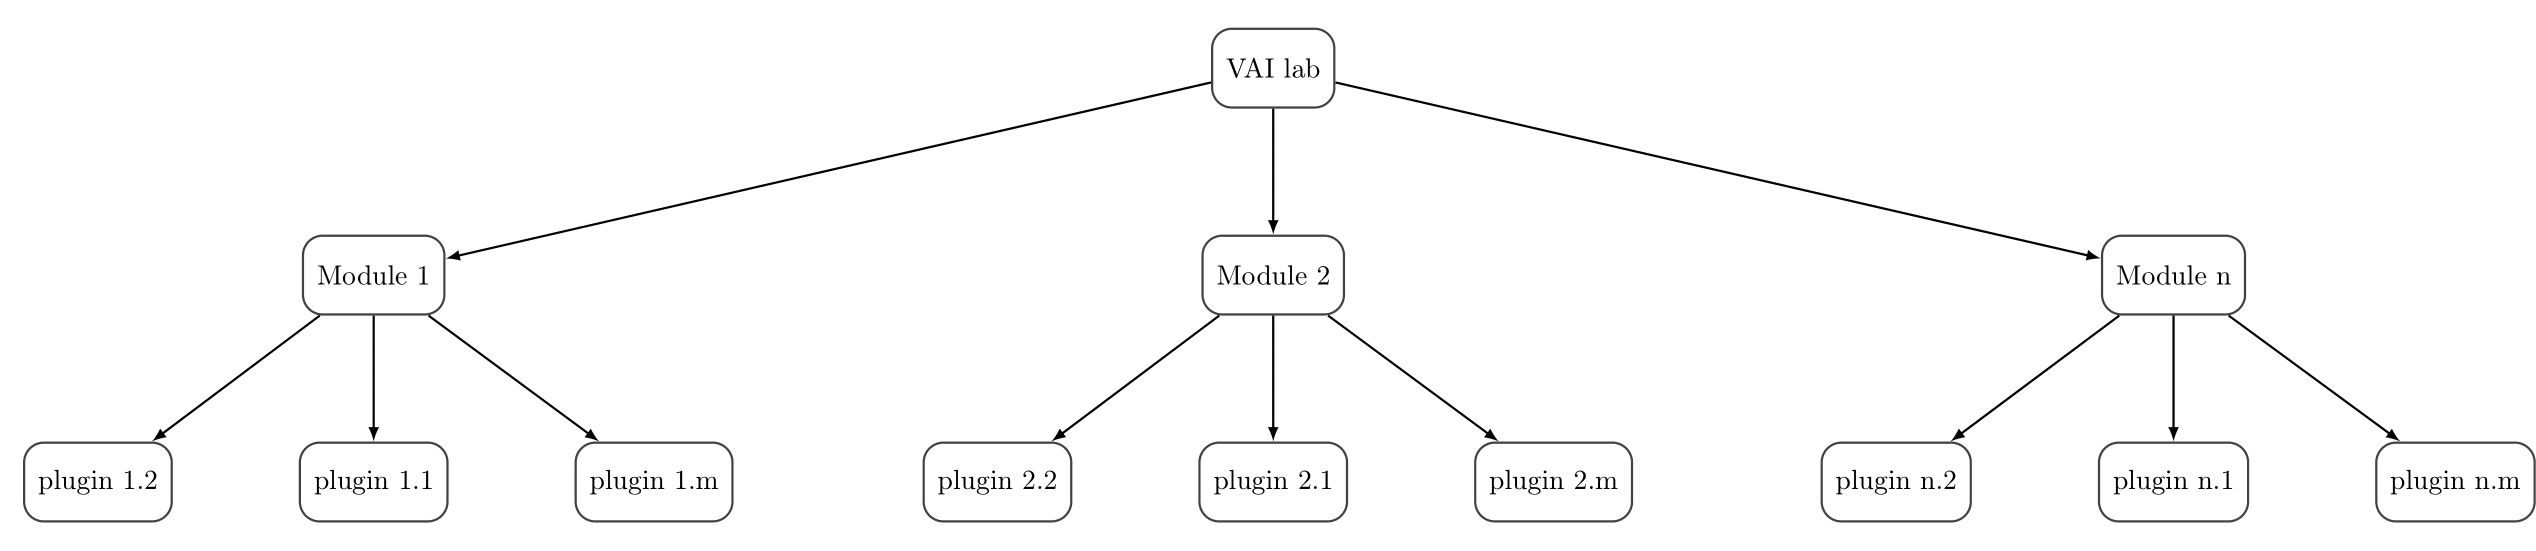 VAI lab
Module 1
Module 2
Module n
plugin 1.2
plugin 1.1
plugin 1.m
plugin 2.2
plugin 2.1
plugin 2.m
plugin n.2
plugin n.1
plugin n.m